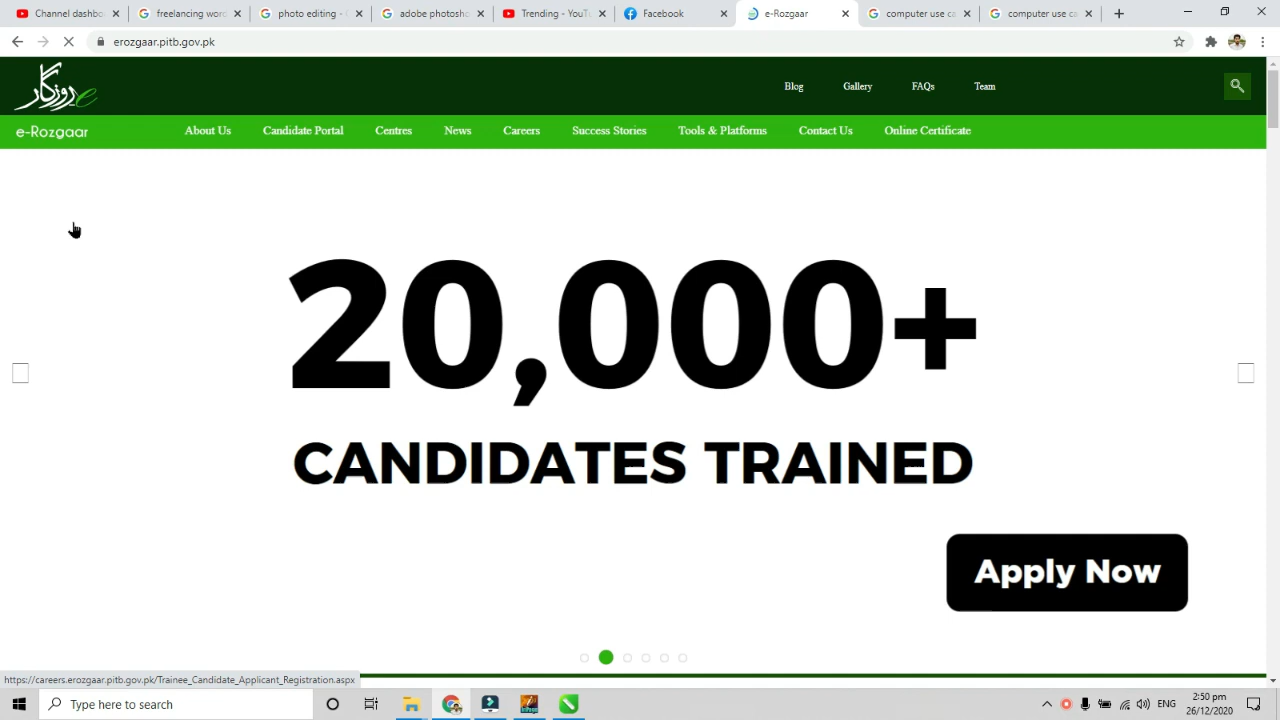 Channel dashboard
freelancing word
photo editing -
adobe photosho
Trending - YouTu
Facebook
e-Rozgaar
computer use ca
computer use ca
erozgaar.pitb.gov.pk
روزگار e
Blog
Gallery
FAQs
Team
e-Rozgaar
About Us
Candidate Portal
Centres
News
Careers
Success Stories
Tools & Platforms
Contact Us
Online Certificate
20,000+
CANDIDATES TRAINED
Apply Now
https://careers.erozgaar.pitb.gov.pk/Trainee_Candidate_Applicant_Registration.aspx
Type here to search
ENG
2:50 pm
26/12/2020